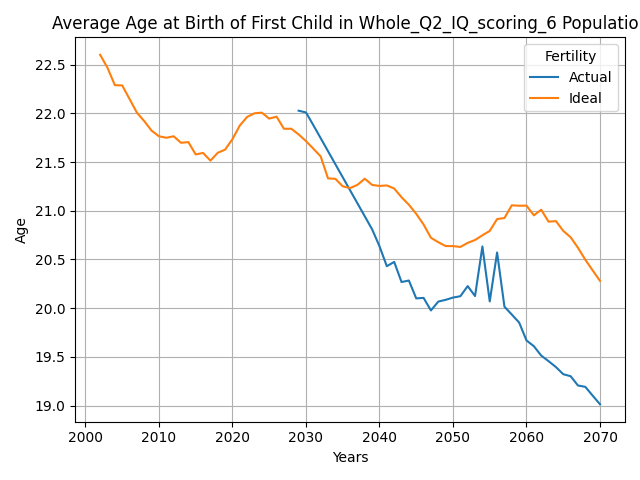 Average Age at Birth of First Child in Whole_Q2_IQ_scoring_6 Populatio
Fertility
Actual
Ideal
22.5
22.0
21.5
21.0
20.5
20.0
19.5
19.0
Age
2000 2010 2020 2030 2040 2050 2060 2070
Years